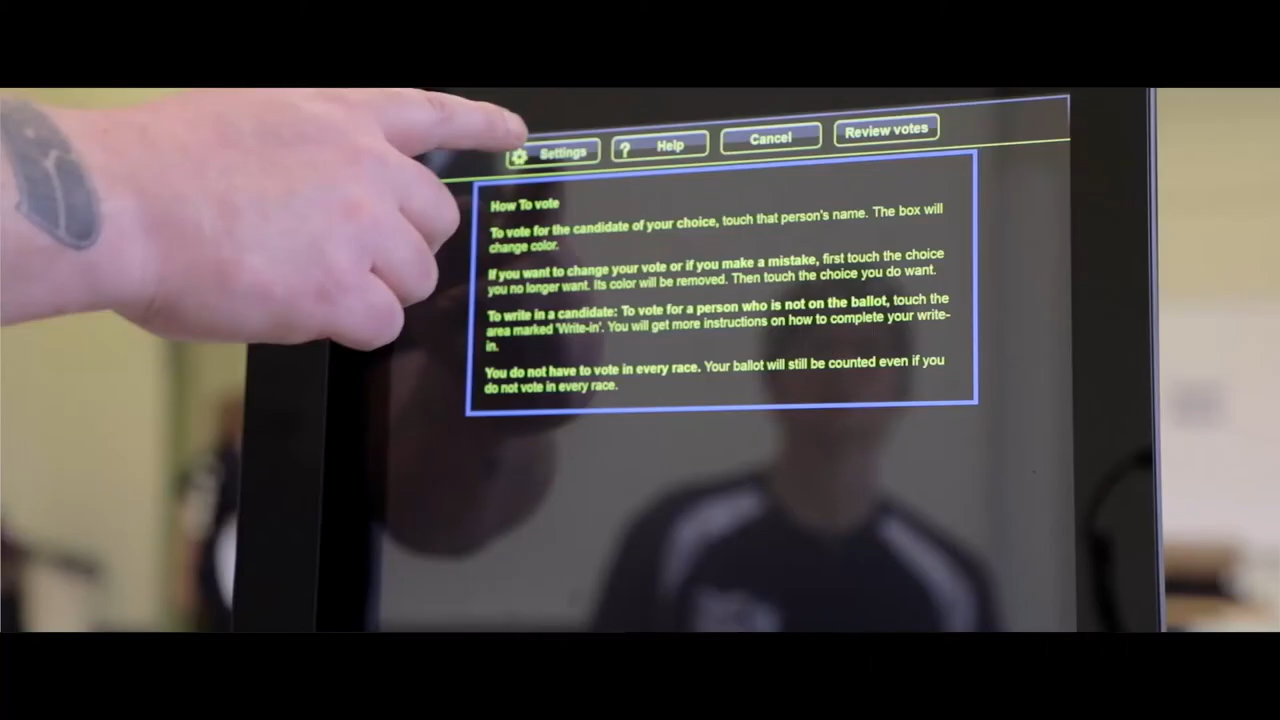 Settings
? Help
Cancel
Review votes
How To vote
To vote for the candidate of your choice, touch that person's name. The box will
change color.
If you want to change your vote or if you make a mistake, first touch the choice
you no longer want. Its color will be removed. Then touch the choice you do want.
To write in a candidate: To vote for a person who is not on the ballot, touch the
area marked 'Write-in'. You will get more instructions on how to complete your write-
in.
You do not have to vote in every race. Your ballot will still be counted even if you
do not vote in every race.